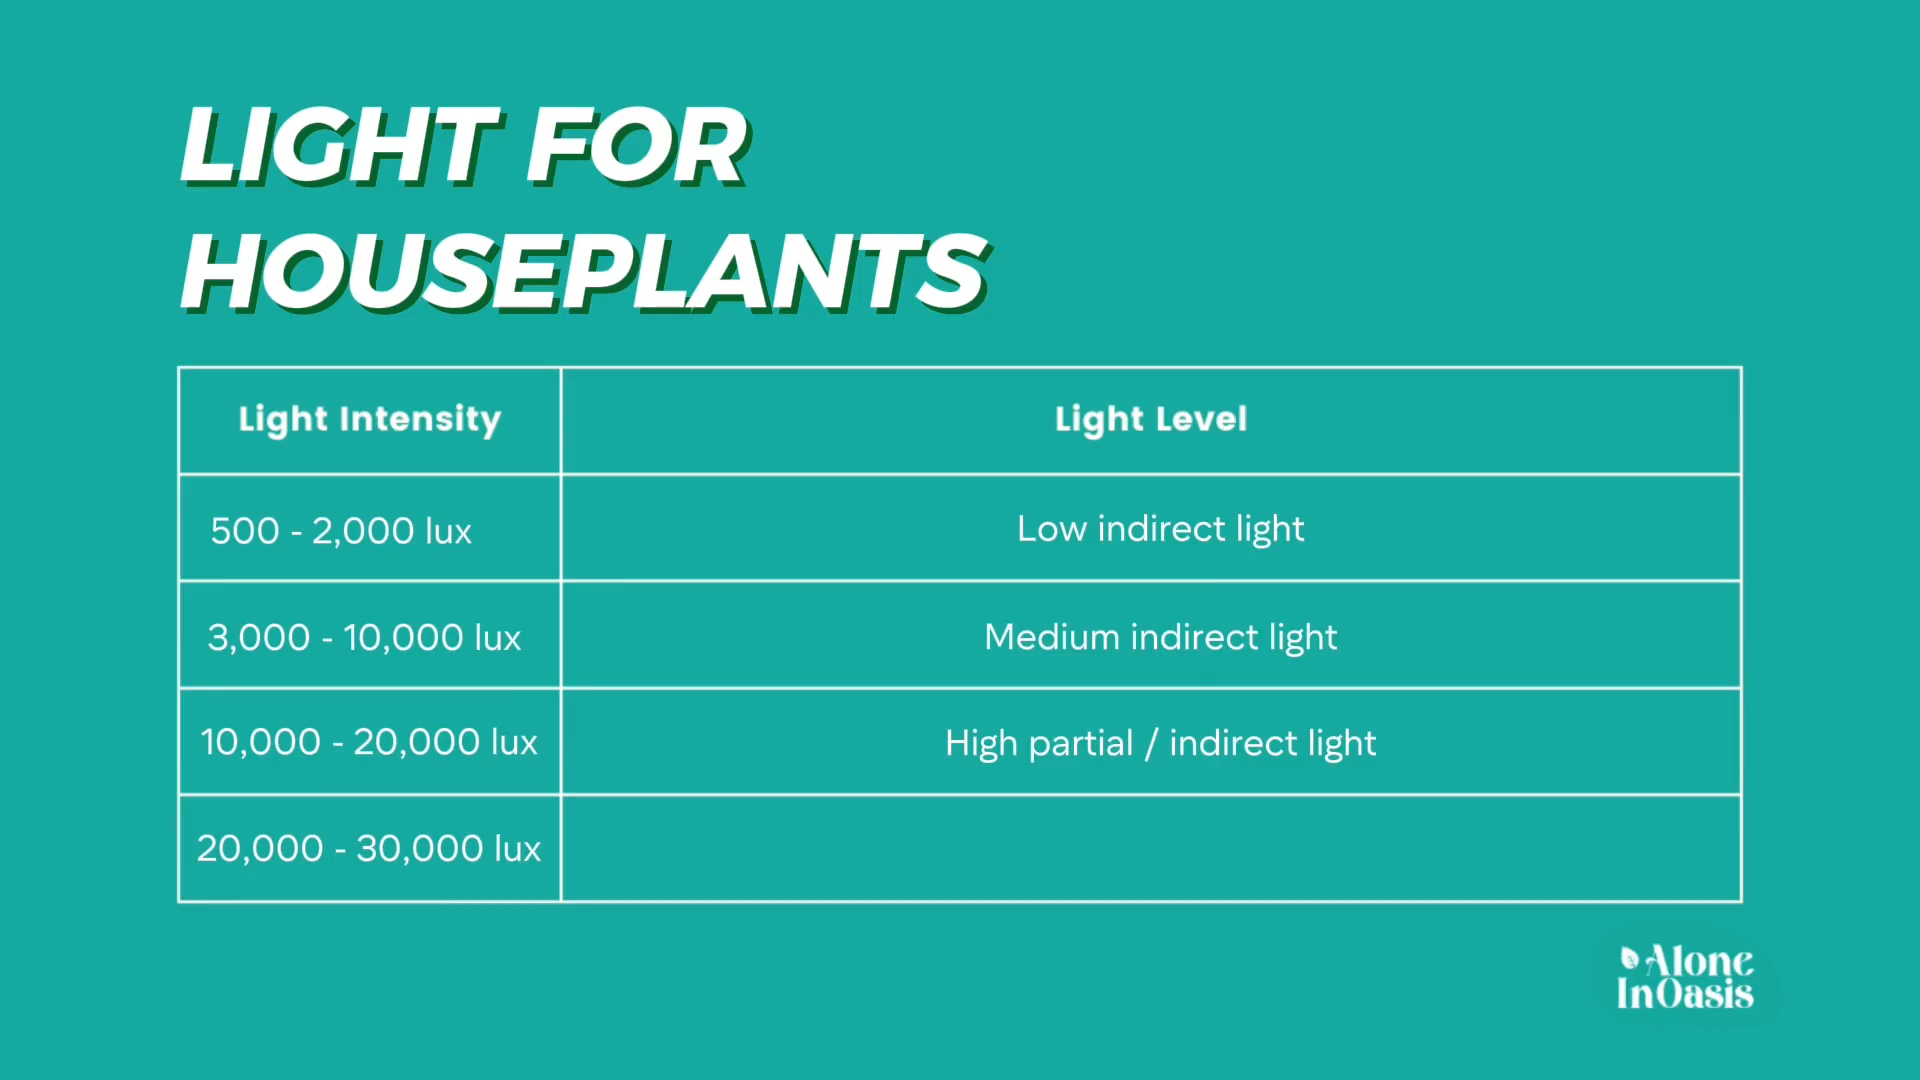 LIGHT FOR
HOUSEPLANTS
Light Intensity Light Level
500 - 2,000 lux Low indirect light
3,000 - 10,000 lux Medium indirect light
10,000 - 20,000 lux High partial / indirect light
20,000 - 30,000 lux
Alone
InOasis